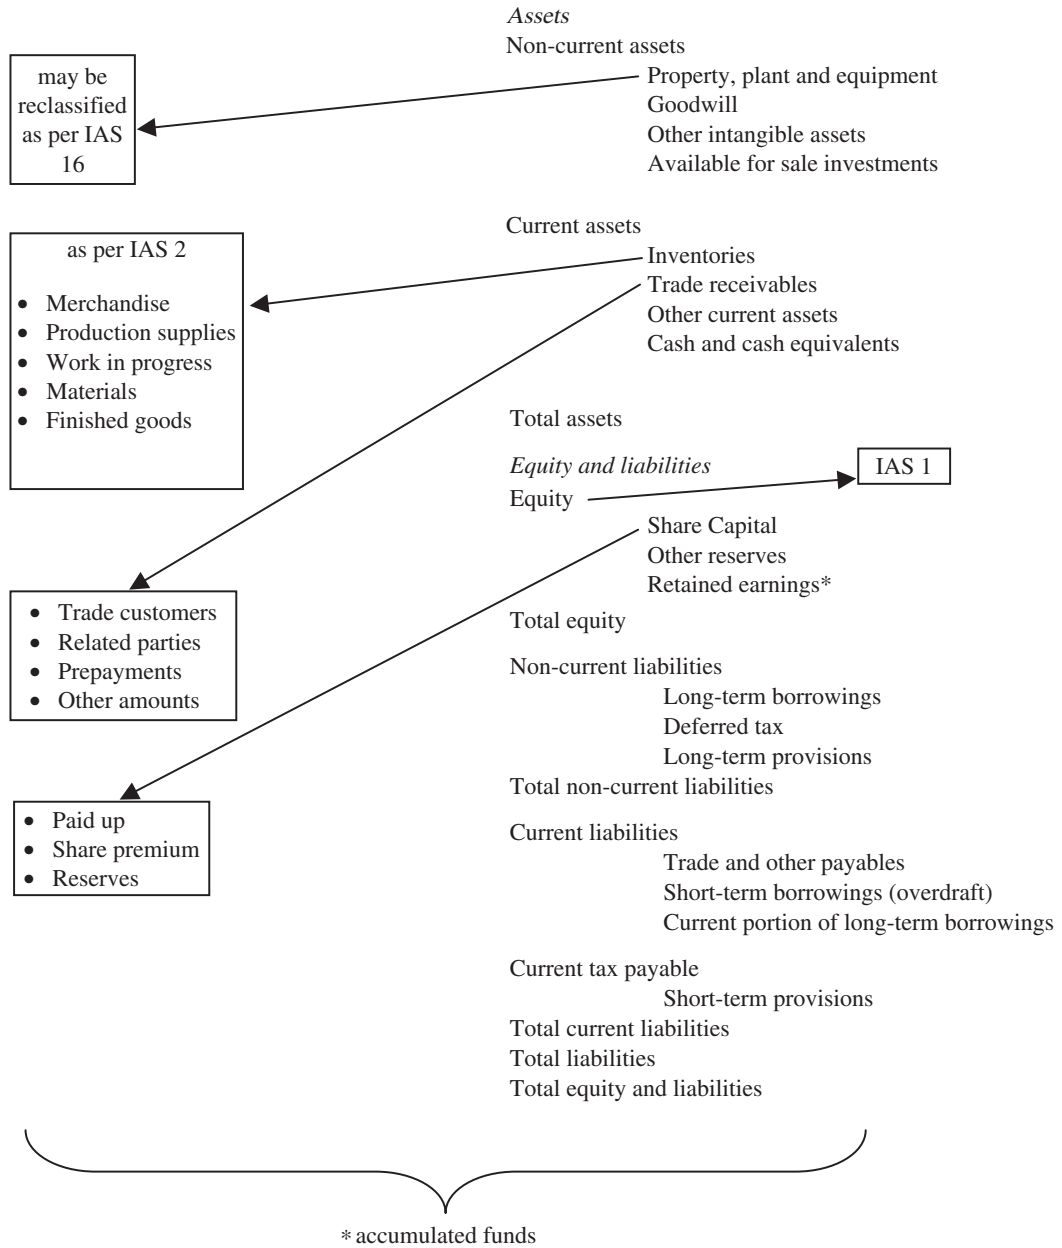 Assets
Non-current assets
may be
reclassified
as per IAS
16
Property, plant and equipment
Goodwill
Other intangible assets
Available for sale investments
Current assets
as per IAS 2
• Merchandise
• Production supplies
• Work in progress
• Materials
• Finished goods
Inventories
Trade receivables
Other current assets
Cash and cash equivalents
Total assets
Equity and liabilities
IAS 1
Equity
Share Capital
Other reserves
Retained earnings*
• Trade customers
• Related parties
• Prepayments
• Other amounts
Total equity
Non-current liabilities
Long-term borrowings
Deferred tax
Long-term provisions
Total non-current liabilities
• Paid up
• Share premium
• Reserves
Current liabilities
Trade and other payables
Short-term borrowings (overdraft)
Current portion of long-term borrowings
Current tax payable
Short-term provisions
Total current liabilities
Total liabilities
Total equity and liabilities
* accumulated funds